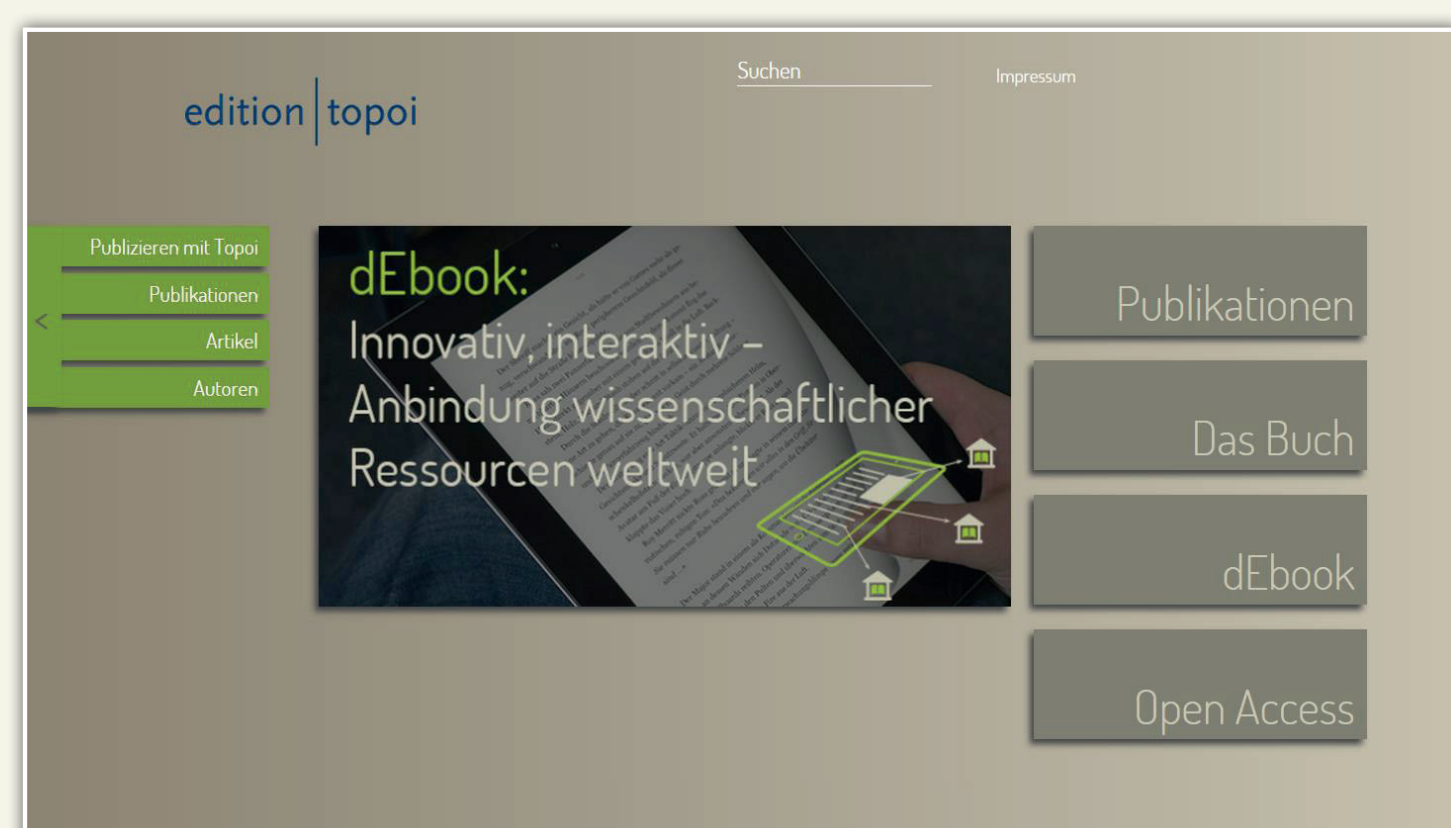 Suchen
Impressum
edition topoi
Publizieren mit Topoi
Publikationen
Artikel
Autoren
dEbook:
Innovativ, interaktiv –
Anbindung wissenschaftlicher
Ressourcen weltweit
Publikationen
Das Buch
dEbook
Open Access